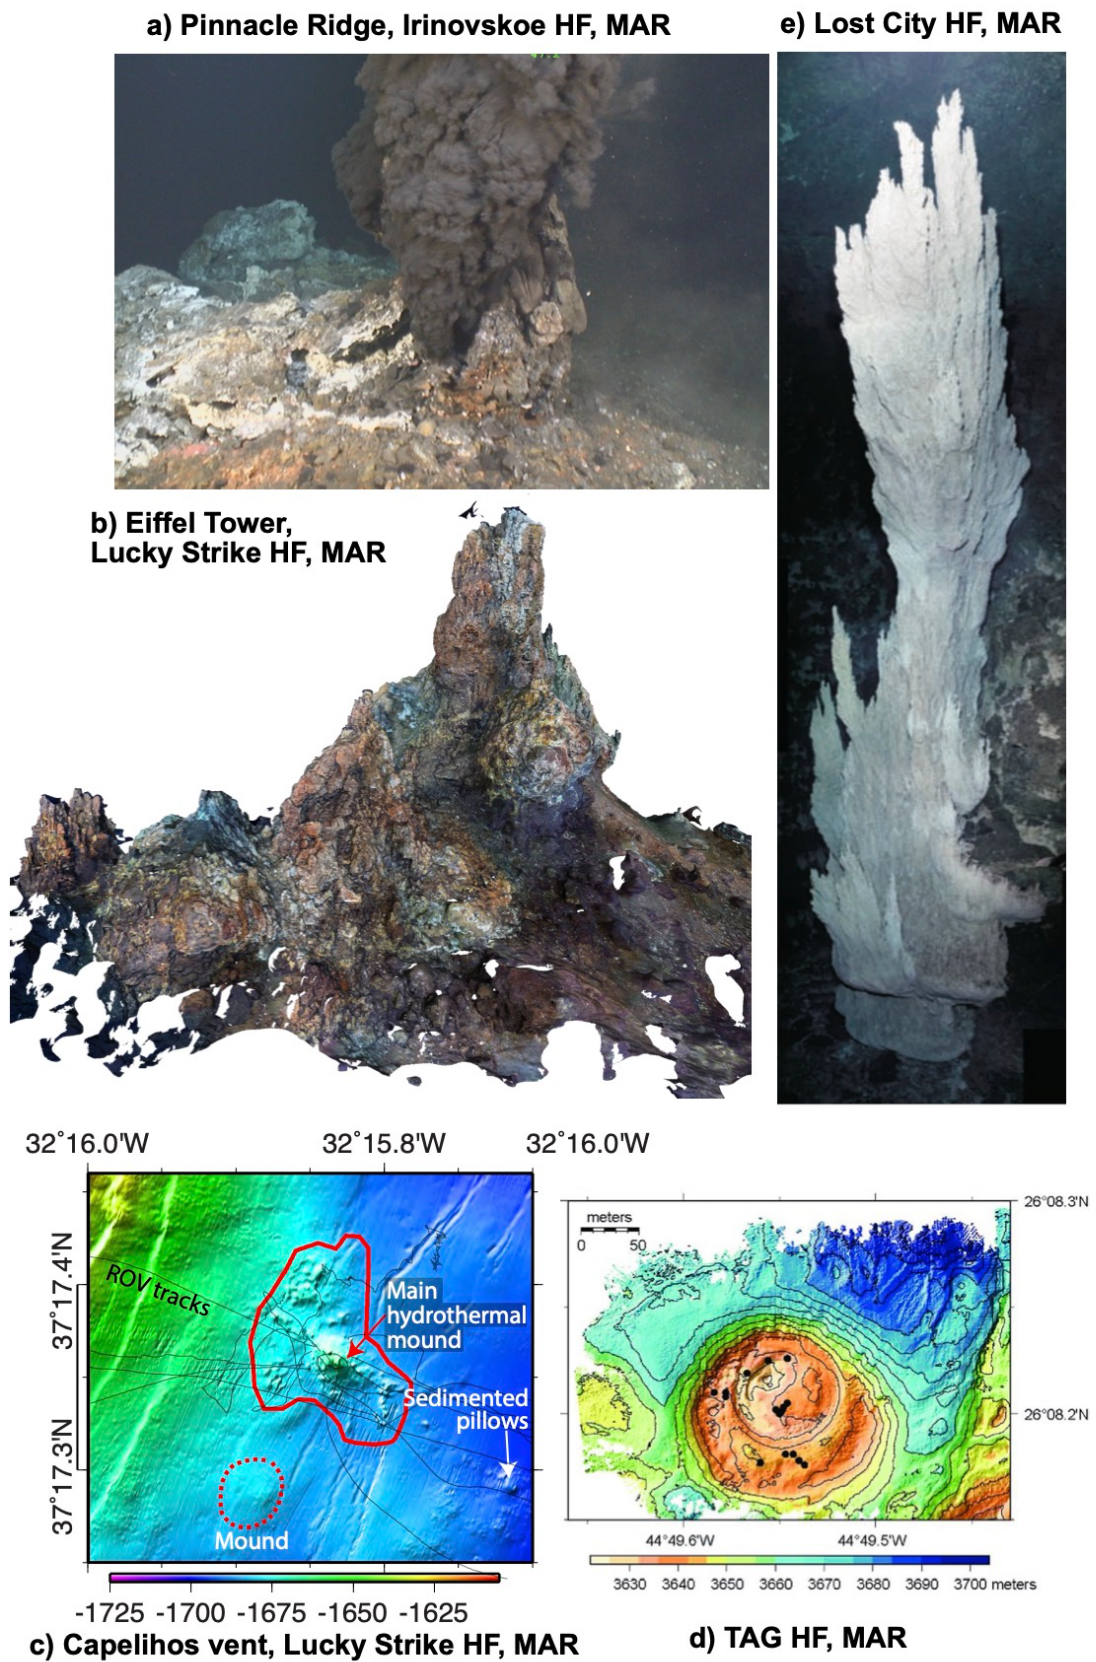 a) Pinnacle Ridge, Irinovskoe HF, MAR
e) Lost City HF, MAR
b) Eiffel Tower,
Lucky Strike HF, MAR
32°16.0'W
32°15.8'W
32°16.0'W
37°17.4'N
37°17.3'N
ROV tracks
Main
hydrothermal
mound
Sedimented
pillows
Mound
-1725 -1700 -1675 -1650 -1625
c) Capelihos vent, Lucky Strike HF, MAR
meters
0 50
26°08.3'N
26°08.2'N
44°49.6'W
44°49.5'W
3630 3640 3650 3660 3670 3680 3690 3700 meters
d) TAG HF, MAR